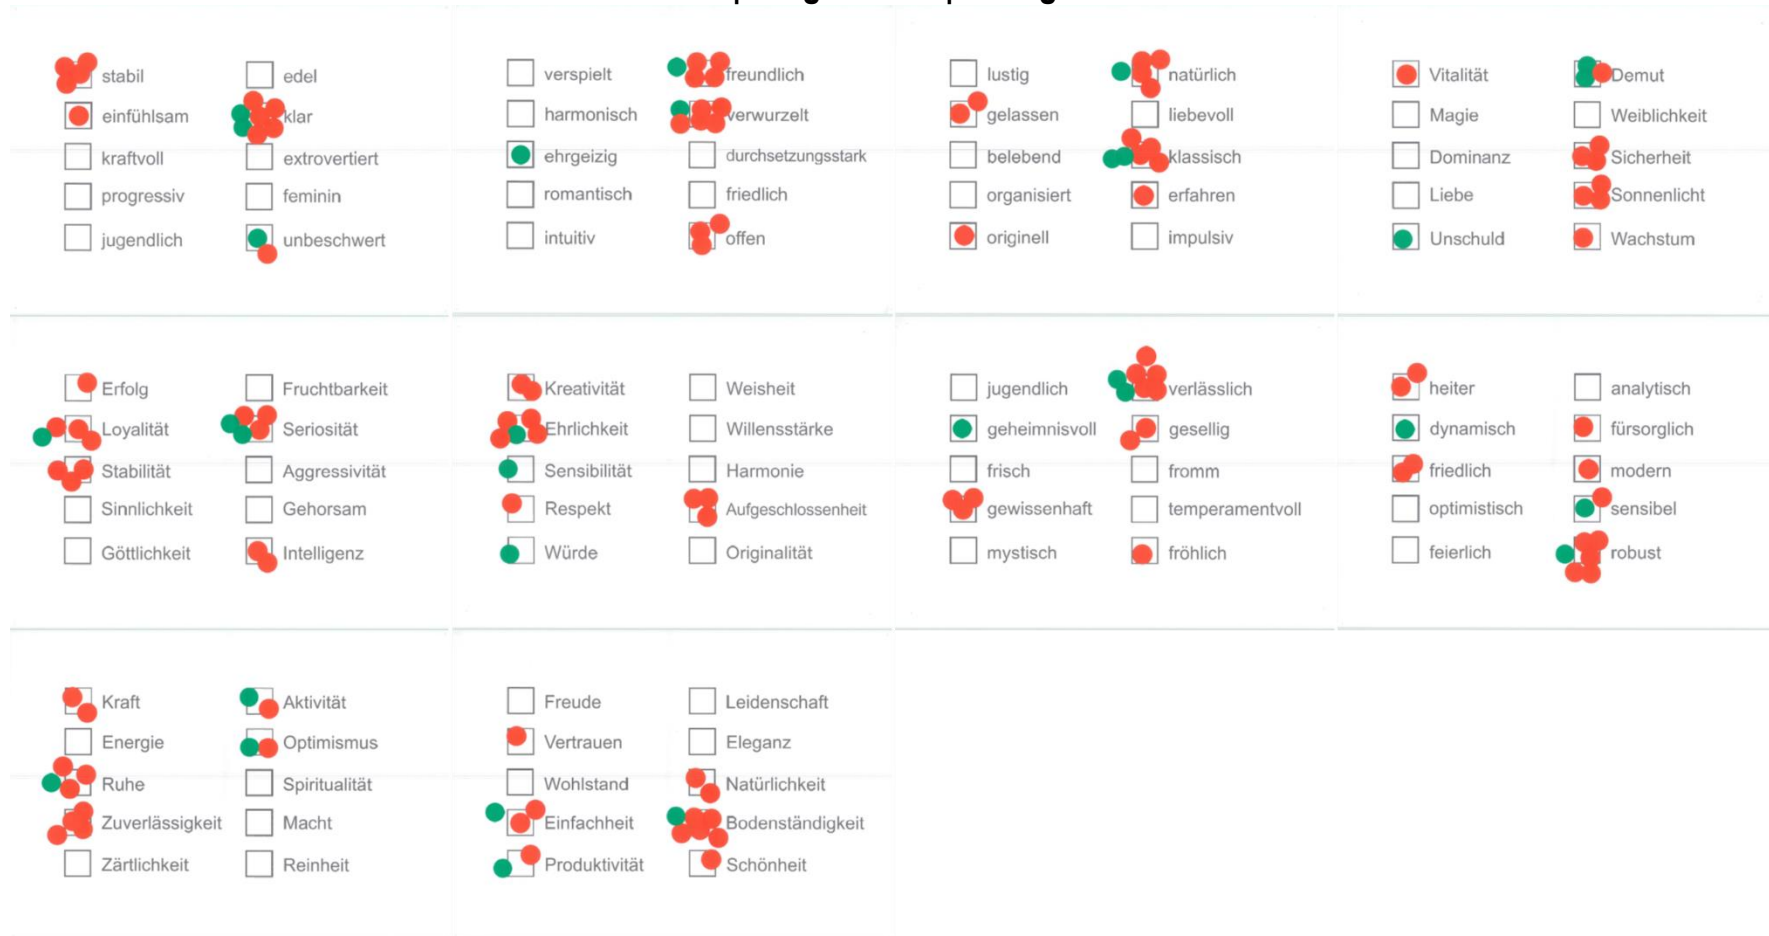 stabil
einfühlsam
kraftvoll
progressiv
jugendlich
edel
klar
extrovertiert
feminin
unbeschwert
verspielt
harmonisch
ehrgeizig
romantisch
intuitiv
freundlich
verwurzelt
durchsetzungsstark
friedlich
offen
lustig
gelassen
belebend
organisiert
originell
natürlich
liebevoll
klassisch
erfahren
impulsiv
Vitalität
Magie
Dominanz
Liebe
Unschuld
Demut
Weiblichkeit
Sicherheit
Sonnenlicht
Wachstum
Erfolg
Loyalität
Stabilität
Sinnlichkeit
Göttlichkeit
Fruchtbarkeit
Seriosität
Aggressivität
Gehorsam
Intelligenz
Kreativität
Ehrlichkeit
Sensibilität
Respekt
Würde
Weisheit
Willensstärke
Harmonie
Aufgeschlossenheit
Originalität
jugendlich
geheimnisvoll
frisch
gewissenhaft
mystisch
verlässlich
gesellig
fromm
temperamentvoll
fröhlich
heiter
dynamisch
friedlich
optimistisch
feierlich
analytisch
fürsorglich
modern
sensibel
robust
Kraft
Energie
Ruhe
Zuverlässigkeit
Zärtlichkeit
Aktivität
Optimismus
Spiritualität
Macht
Reinheit
Freude
Vertrauen
Wohlstand
Einfachheit
Produktivität
Leidenschaft
Eleganz
Natürlichkeit
Bodenständigkeit
Schönheit